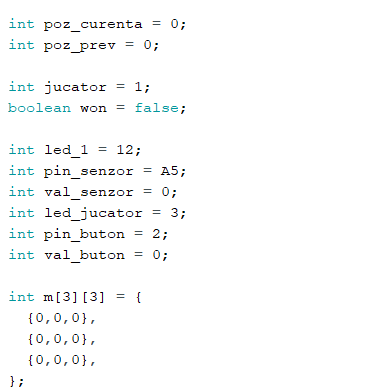 int poz_curenta = 0;
int poz_prev = 0;
int jucator = 1;
boolean won = false;
int led_1 = 12;
int pin_senzor = A5;
int val_senzor = 0;
int led_jucator = 3;
int pin_buton = 2;
int val_buton = 0;
int m[3][3] = {
  {0,0,0},
  {0,0,0},
  {0,0,0},
};